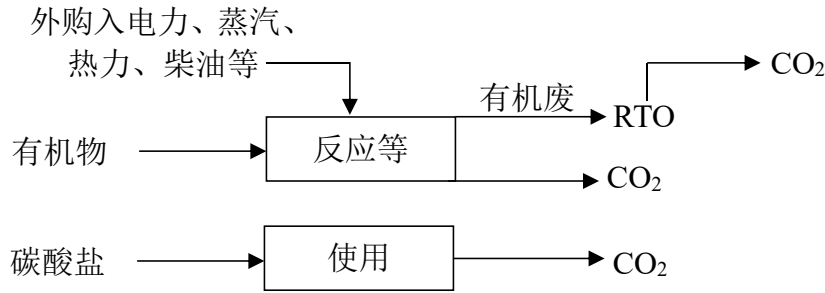 外购入电力、蒸汽、
热力、柴油等
CO₂
有机废
RTO
有机物
反应等
CO₂
碳酸盐
使用
CO₂